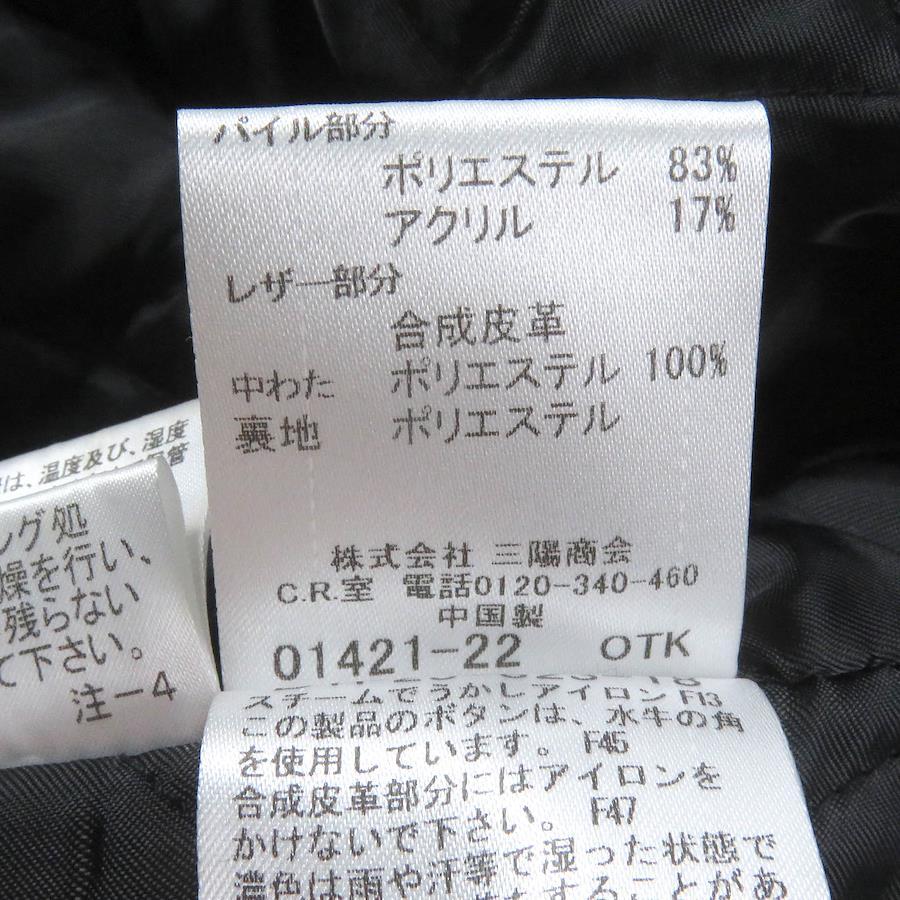 パイル部分
ポリエステル 83%
アクリル 17%
レザー部分
合成皮革
中わた ポリエステル 100%
裏地 ポリエステル
株式会社 三陽商会
C.R.室 電話0120-340-460
中国製
01421-22 OTK
は、温度及び、湿度
ング処
燥を行い、
残らない
て下さい。
注-4
スチームでうかしアイロン F13
この製品のボタンは、水牛の角
を使用しています。 F45
合成皮革部分にはアイロンを
かけないで下さい。 F47
まさつや汗等で湿った状態で